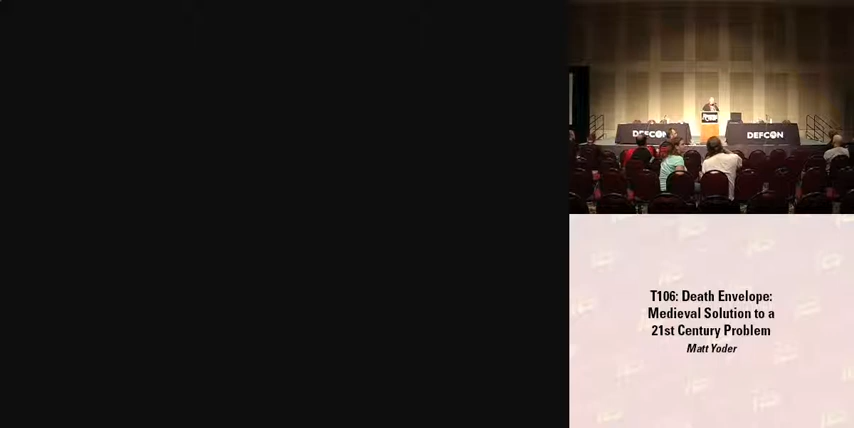 DEFCON
DEFCON
T106: Death Envelope:
Medieval Solution to a
21st Century Problem
Matt Yoder